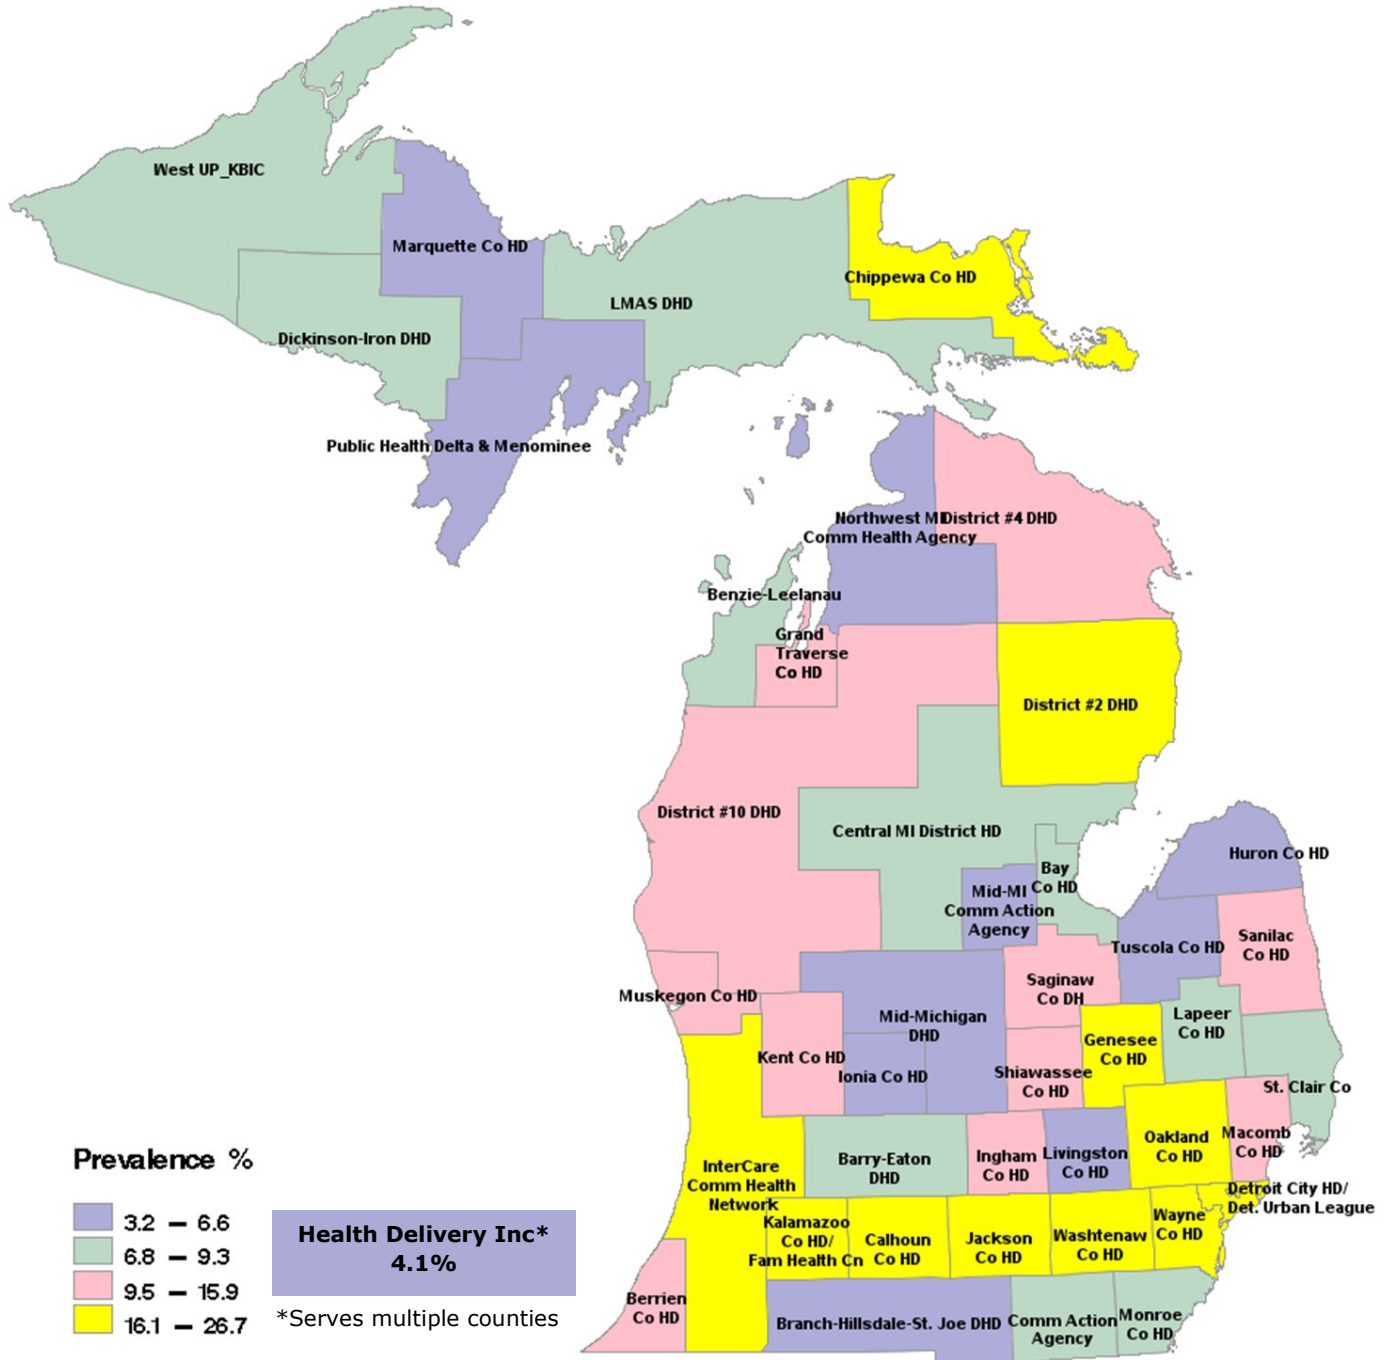 West UP_KBIC
Marquette Co HD
Chippewa Co HD
LMAS DHD
Dickinson-Iron DHD
Public Health Delta & Menominee
Northwest MI
Comm Health Agency
District #4 DHD
Benzie-Leelanau
Grand
Traverse
Co HD
District #2 DHD
District #10 DHD
Central MI District HD
Huron Co HD
Bay
Co HD
Mid-MI
Comm Action
Agency
Tuscola Co HD
Sanilac
Co HD
Muskegon Co HD
Saginaw
Co DH
Mid-Michigan
DHD
Lapeer
Co HD
Genesee
Co HD
Kent Co HD
Ionia Co HD
Shiawassee
Co HD
St. Clair Co
Barry-Eaton
DHD
Ingham
Co HD
Livingston
Co HD
Oakland
Co HD
Macomb
Co HD
InterCare
Comm Health
Network
Detroit City HD/
Det. Urban League
Kalamazoo
Co HD/
Fam Health Cn
Calhoun
Co HD
Jackson
Co HD
Washtenaw
Co HD
Wayne
Co HD
Berrien
Co HD
Branch-Hillsdale-St. Joe DHD
Comm Action
Agency
Monroe
Co HD
Prevalence %
3.2 – 6.6
6.8 – 9.3
9.5 – 15.9
16.1 – 26.7
Health Delivery Inc*
4.1%
*Serves multiple counties